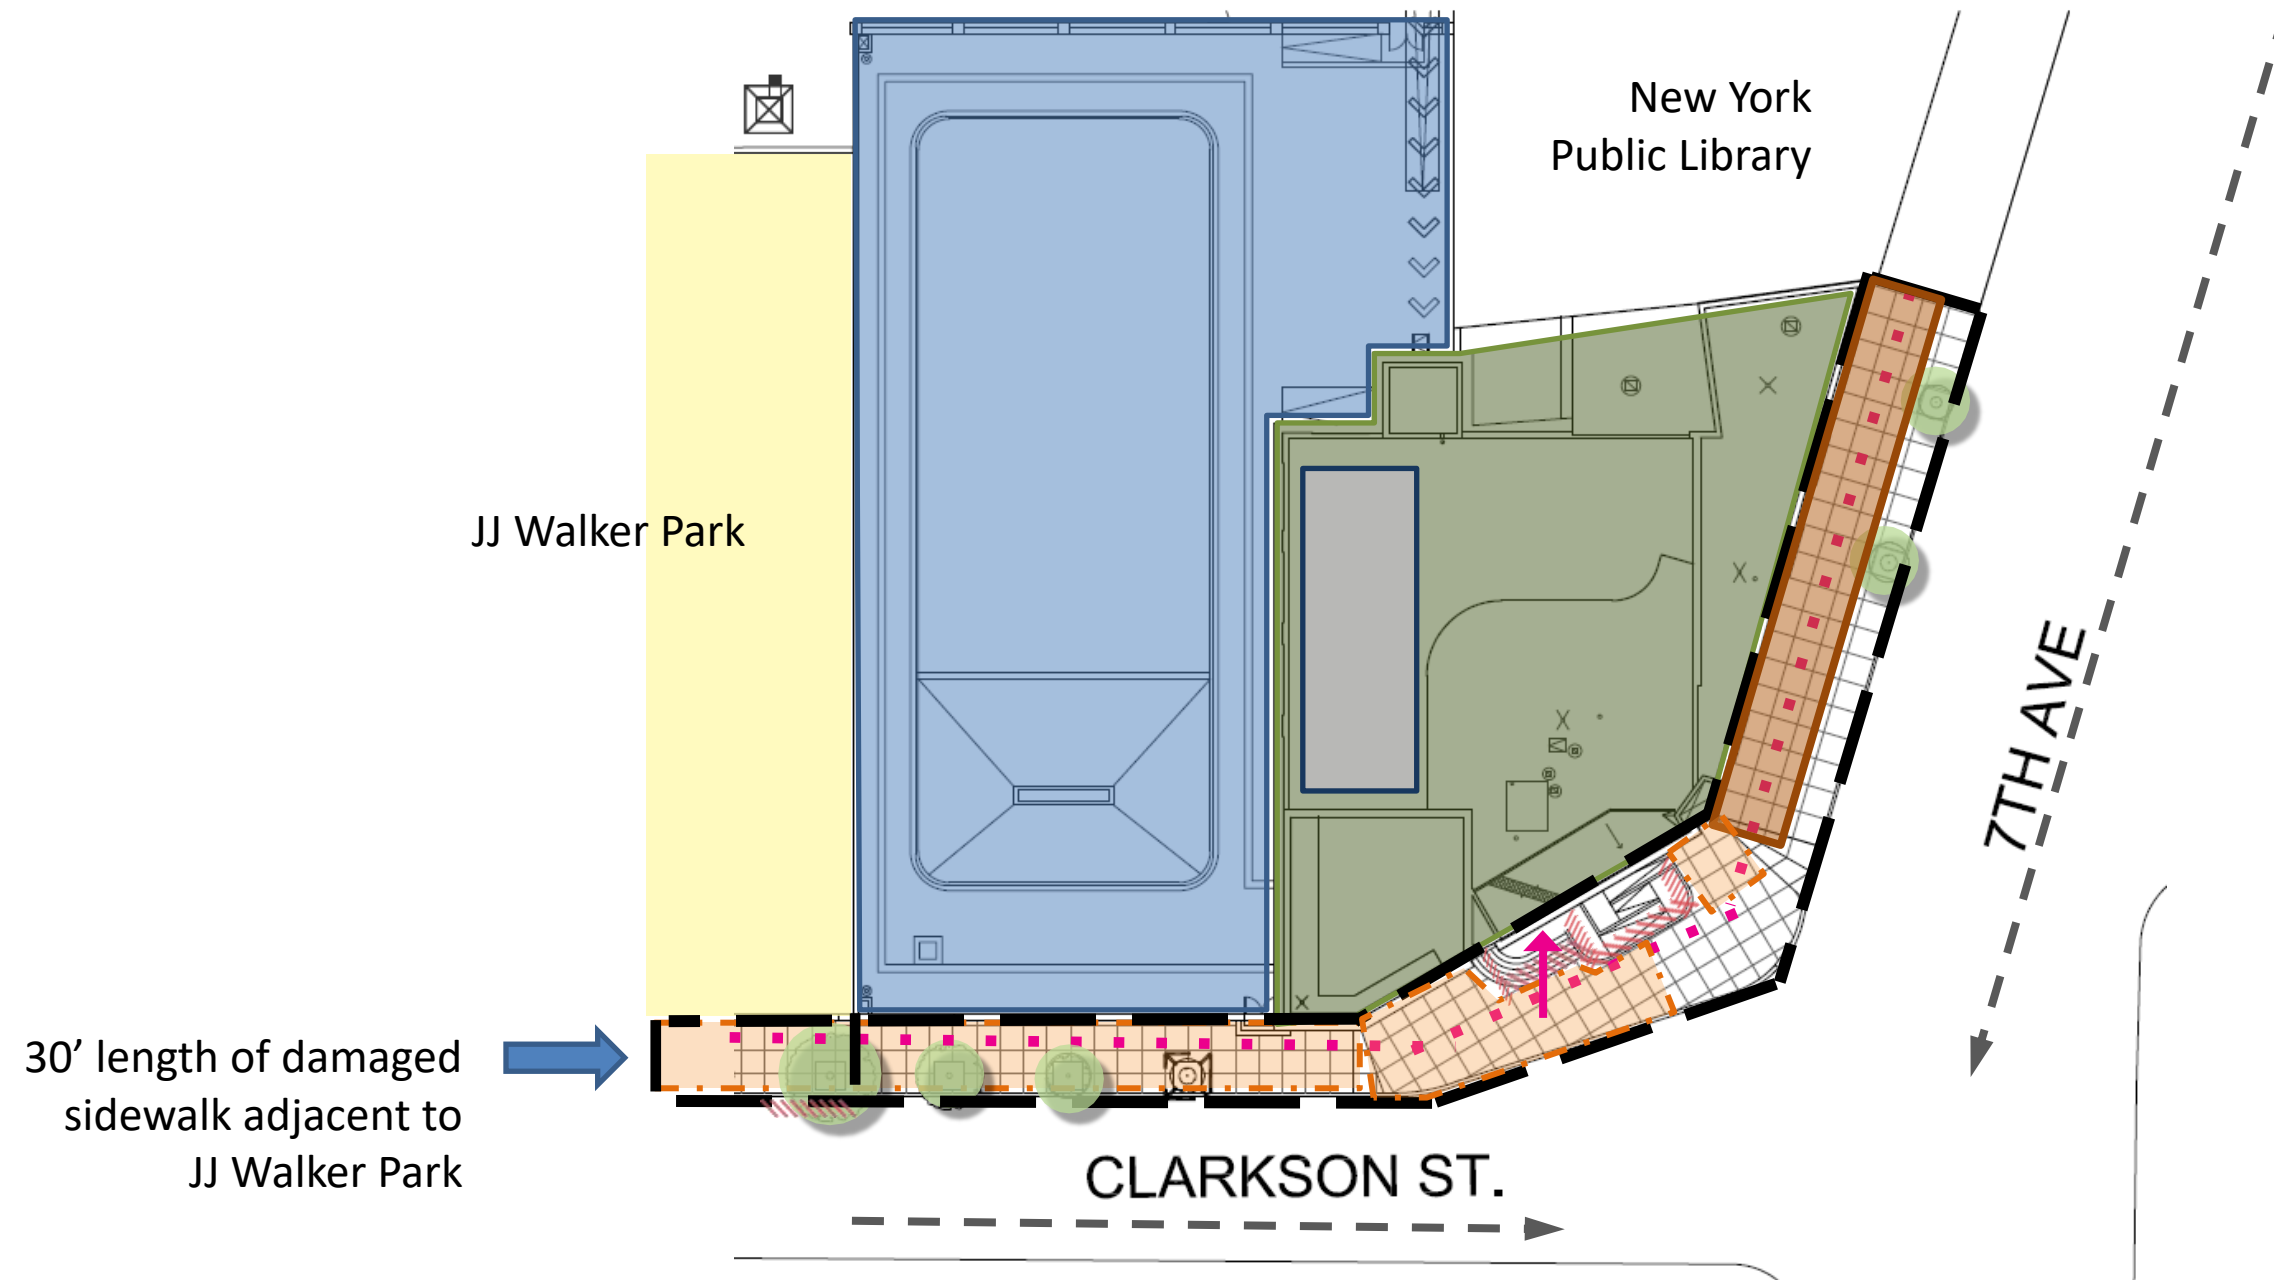 New York
Public Library
JJ Walker Park
7TH AVE
30’ length of damaged
sidewalk adjacent to
JJ Walker Park
CLARKSON ST.